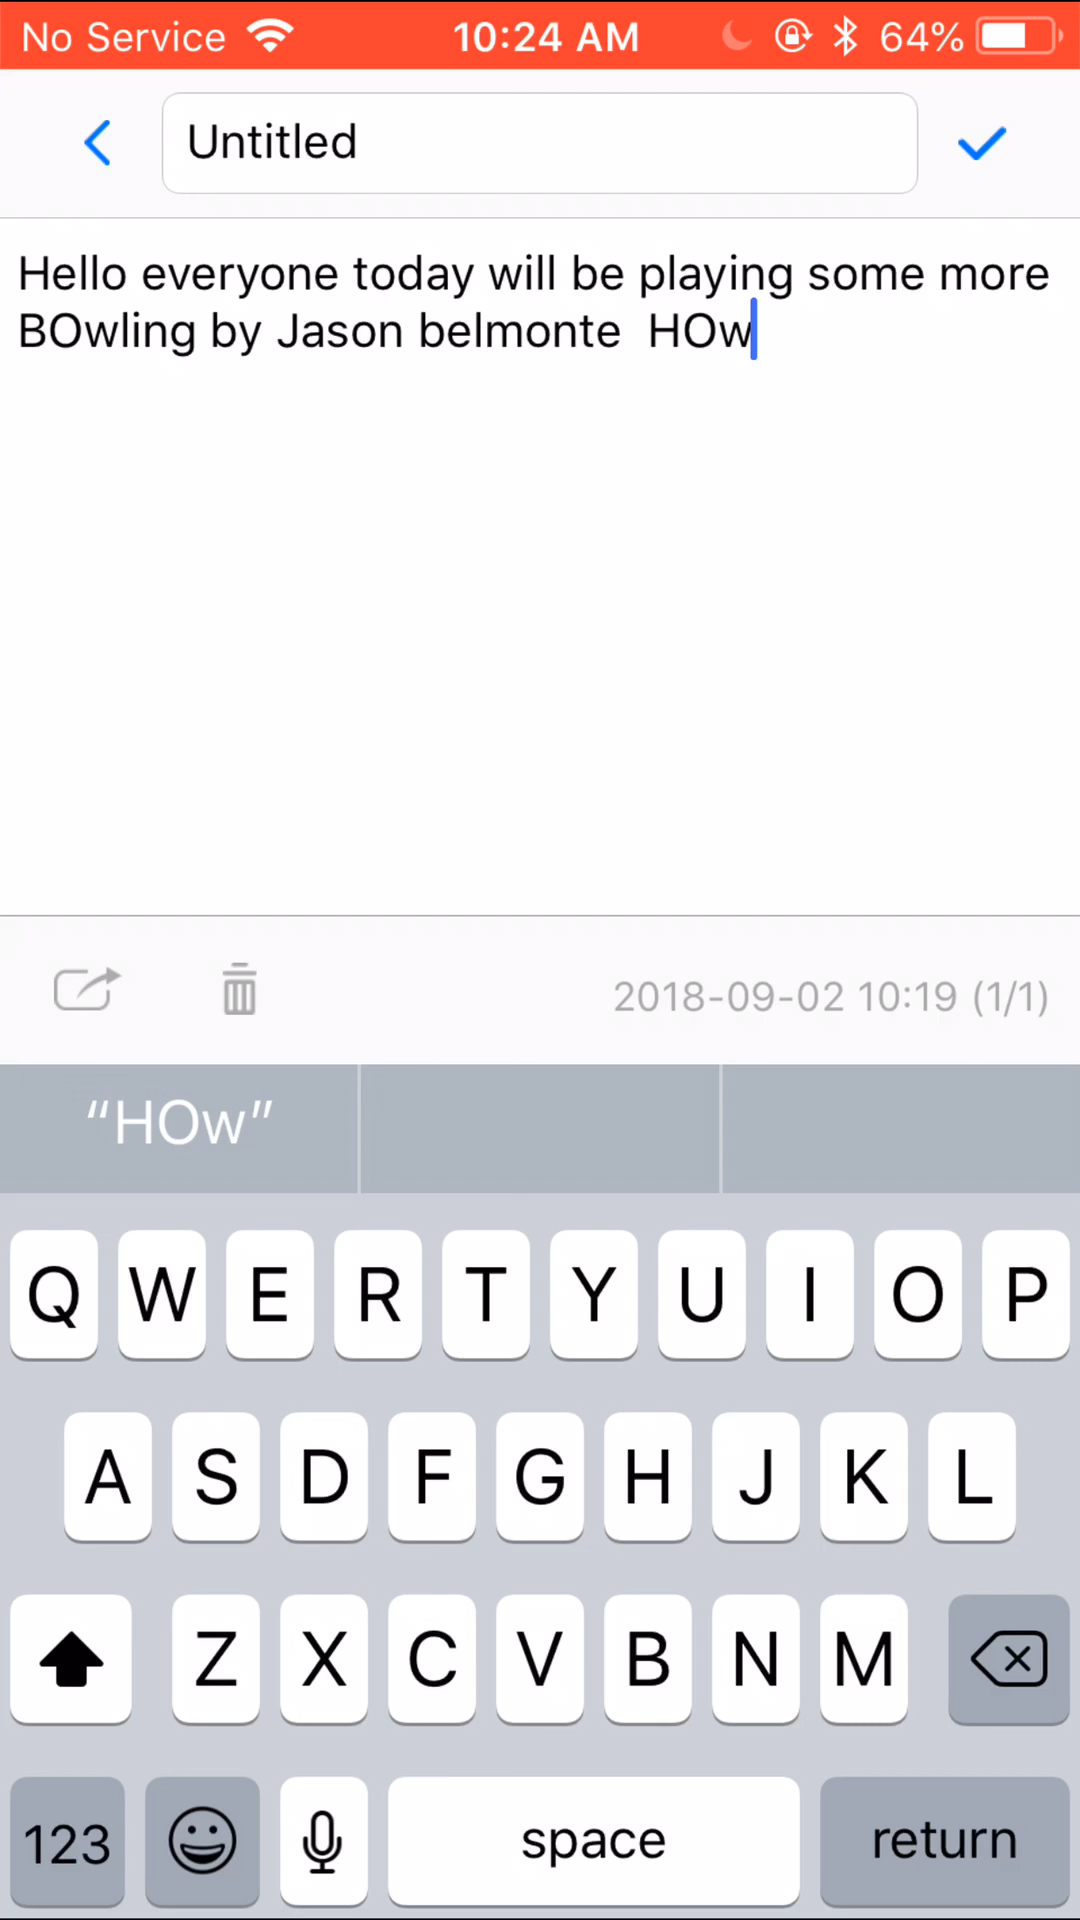 No Service 10:24 AM 64%
Untitled
Hello everyone today will be playing some more
BOwling by Jason belmonte  HOw
2018-09-02 10:19 (1/1)
“HOw”
Q W E R T Y U I O P
A S D F G H J K L
Z X C V B N M
123 space return